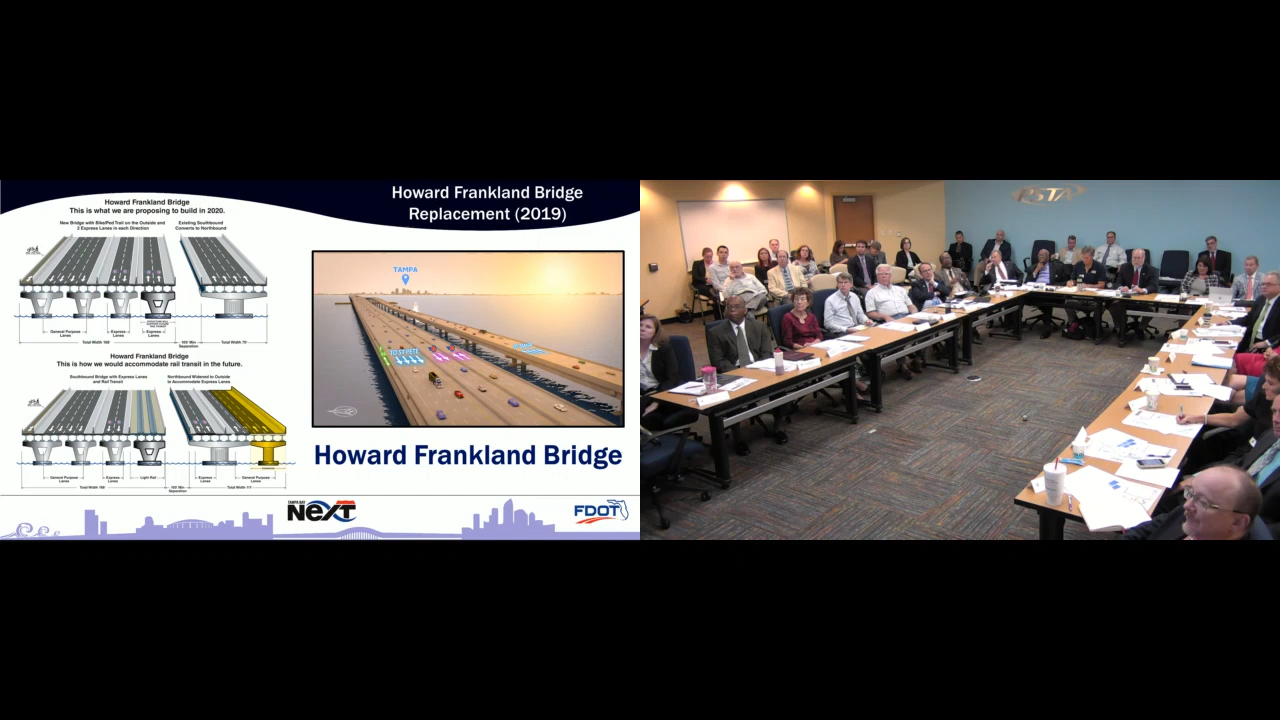 Howard Frankland Bridge
Replacement (2019)
Howard Frankland Bridge
This is what we are proposing to build in 2020.
New Bridge with Bike/Ped Trail on the Outside and
2 Express Lanes in each Direction
Existing Southbound
Converts to Northbound
General Purpose
Lanes
Express
Lanes
Express
Lanes
Separation
Howard Frankland Bridge
This is how we would accommodate rail transit in the future.
Southbound Bridge with Express Lanes
and Rail Transit
Northbound Widened to Outside
to Accommodate Express Lanes
General Purpose
Lanes
Express
Lanes
Light Rail
Express
Lanes
General Purpose
Lanes
Separation
TAMPA
TO ST PETE
Howard Frankland Bridge
TAMPA BAY
NEXT
FDOT
PSTA